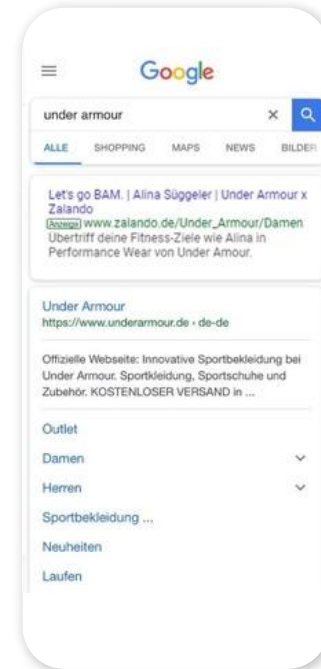 Google
under armour
ALLE SHOPPING MAPS NEWS BILDER
Let's go BAM. | Alina Süggeler | Under Armour x
Zalando
Anzeige www.zalando.de/Under_Armour/Damen
Übertriff deine Fitness-Ziele wie Alina in
Performance Wear von Under Amour.
Under Armour
https://www.underarmour.de › de-de
Offizielle Webseite: Innovative Sportbekleidung bei
Under Armour. Sportkleidung, Sportschuhe und
Zubehör. KOSTENLOSER VERSAND in ...
Outlet
Damen
Herren
Sportbekleidung ...
Neuheiten
Laufen